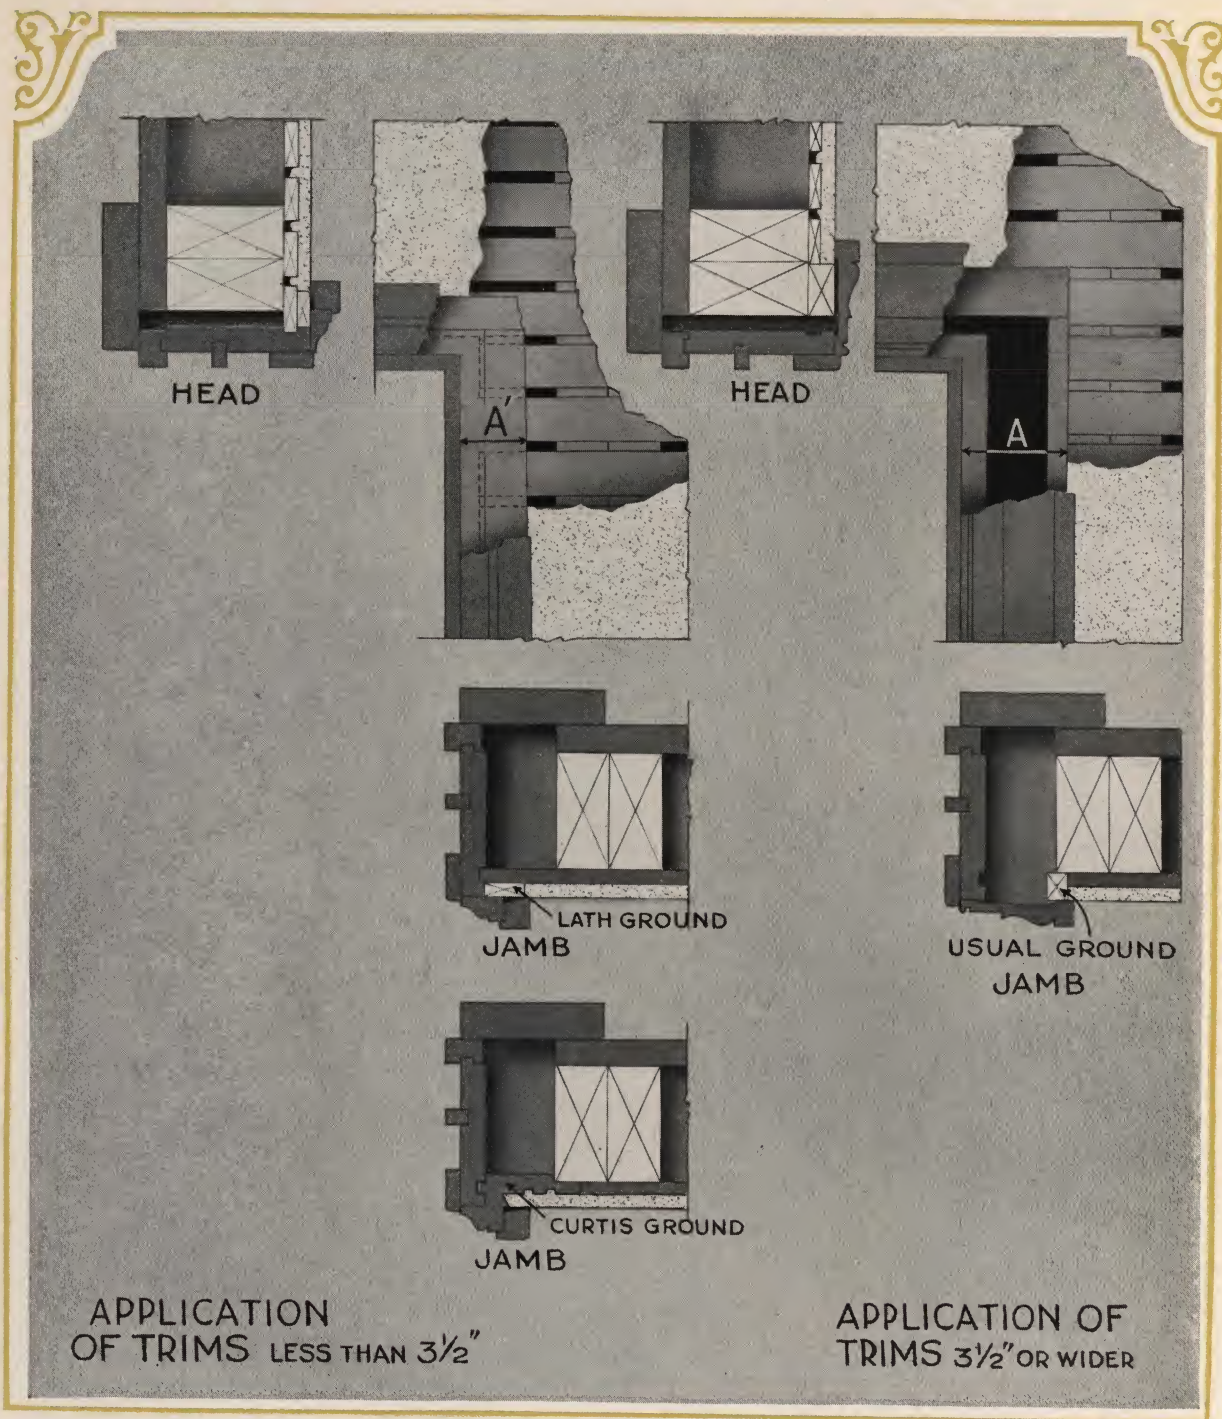 HEAD
HEAD
A'
A
LATH GROUND
JAMB
USUAL GROUND
JAMB
CURTIS GROUND
JAMB
APPLICATION
OF TRIMS LESS THAN 3½"
APPLICATION OF
TRIMS 3½" OR WIDER